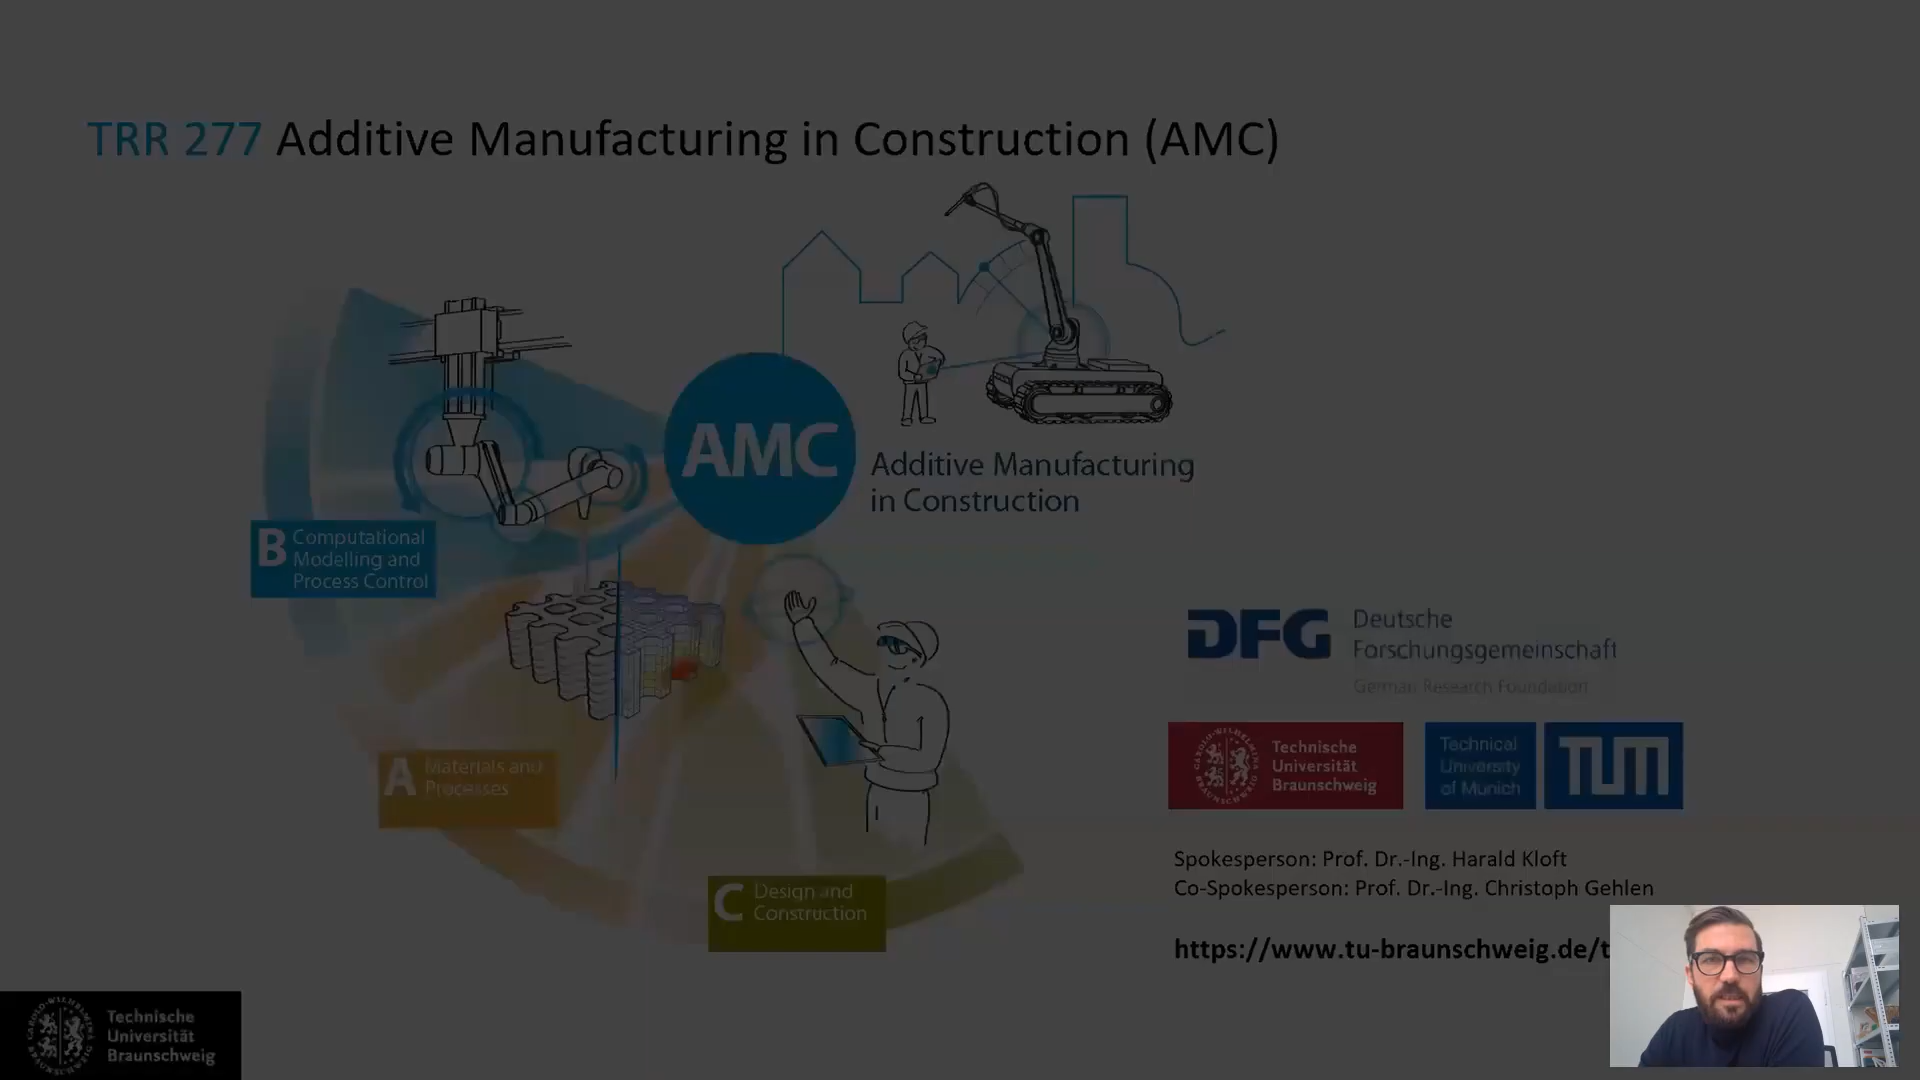 TRR 277 Additive Manufacturing in Construction (AMC)
AMC
Additive Manufacturing
in Construction
B Computational
Modelling and
Process Control
A Materials and
Processes
C Design and
Construction
DFG Deutsche
Forschungsgemeinschaft
German Research Foundation
Technische
Universität
Braunschweig
Technical
University
of Munich
TUM
Spokesperson: Prof. Dr.-Ing. Harald Kloft
Co-Spokesperson: Prof. Dr.-Ing. Christoph Gehlen
https://www.tu-braunschweig.de/t
Technische
Universität
Braunschweig